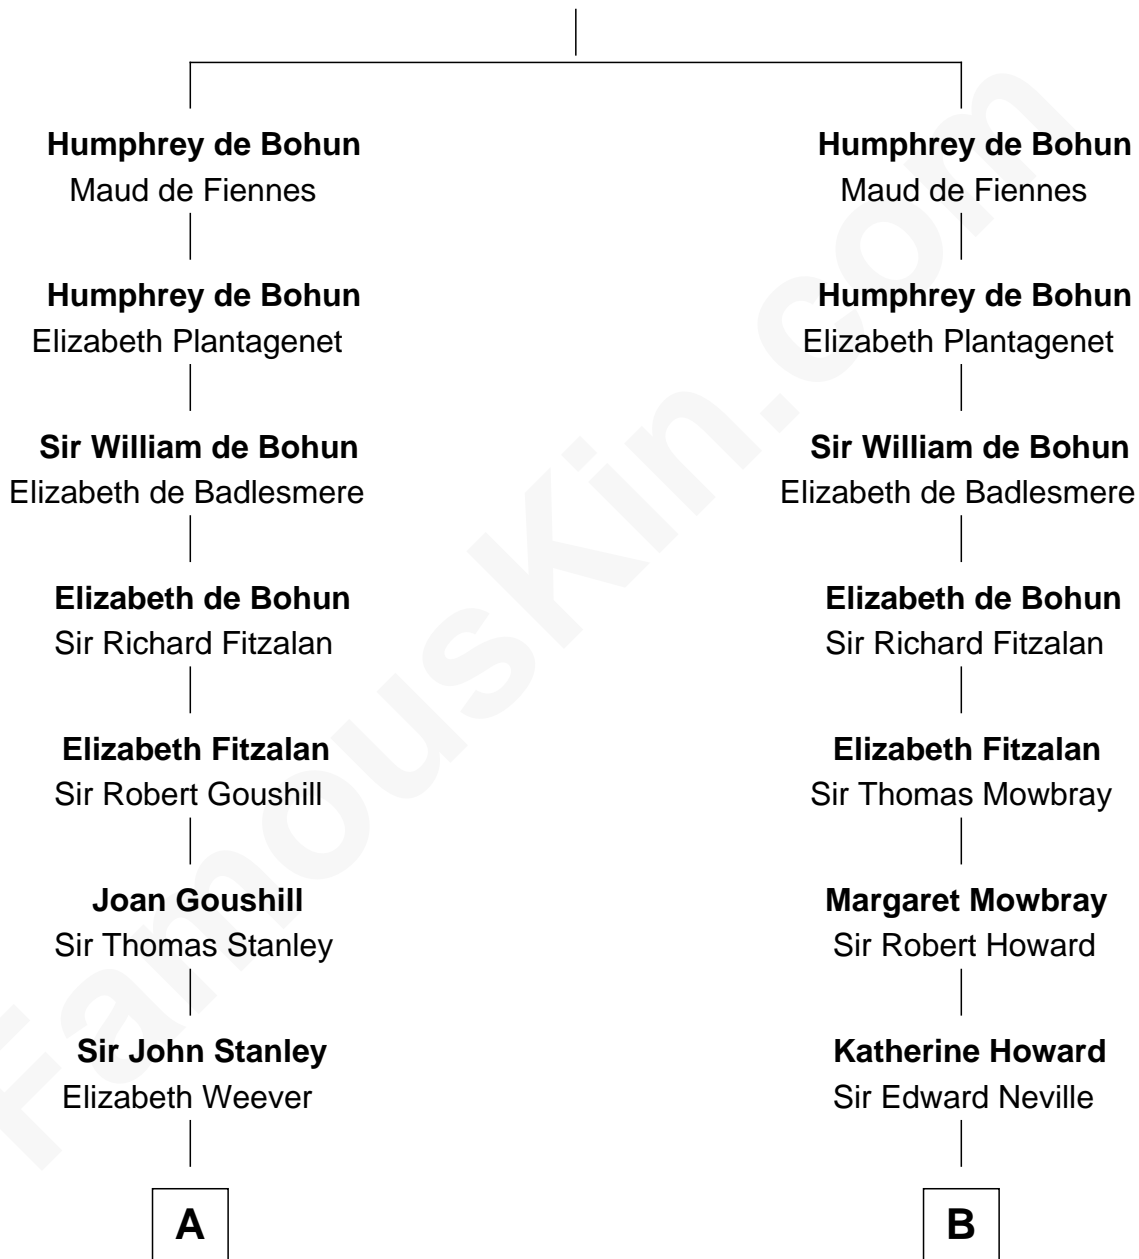 Humphrey de Bohun
Maud de Fiennes
Humphrey de Bohun
Elizabeth Plantagenet
Sir William de Bohun
Elizabeth de Badlesmere
Elizabeth de Bohun
Sir Richard Fitzalan
Elizabeth Fitzalan
Sir Robert Goushill
Joan Goushill
Sir Thomas Stanley
Sir John Stanley
Elizabeth Weever
A
Humphrey de Bohun
Maud de Fiennes
Humphrey de Bohun
Elizabeth Plantagenet
Sir William de Bohun
Elizabeth de Badlesmere
Elizabeth de Bohun
Sir Richard Fitzalan
Elizabeth Fitzalan
Sir Thomas Mowbray
Margaret Mowbray
Sir Robert Howard
Katherine Howard
Sir Edward Neville
B
FamousKin.com